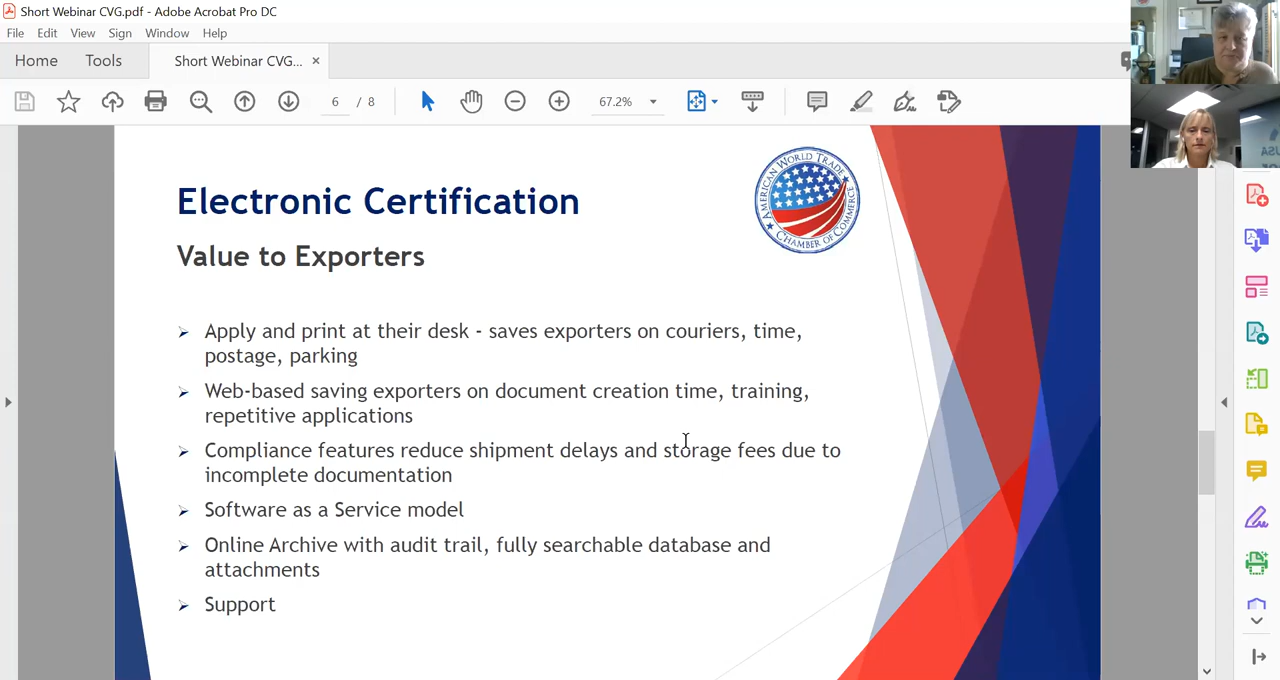 Short Webinar CVG.pdf - Adobe Acrobat Pro DC
File Edit View Sign Window Help
Home Tools Short Webinar CVG... ×
6 / 8 67.2%
AMERICAN WORLD TRADE
CHAMBER OF COMMERCE
Electronic Certification
Value to Exporters
Apply and print at their desk - saves exporters on couriers, time,
postage, parking
Web-based saving exporters on document creation time, training,
repetitive applications
Compliance features reduce shipment delays and storage fees due to
incomplete documentation
Software as a Service model
Online Archive with audit trail, fully searchable database and
attachments
Support